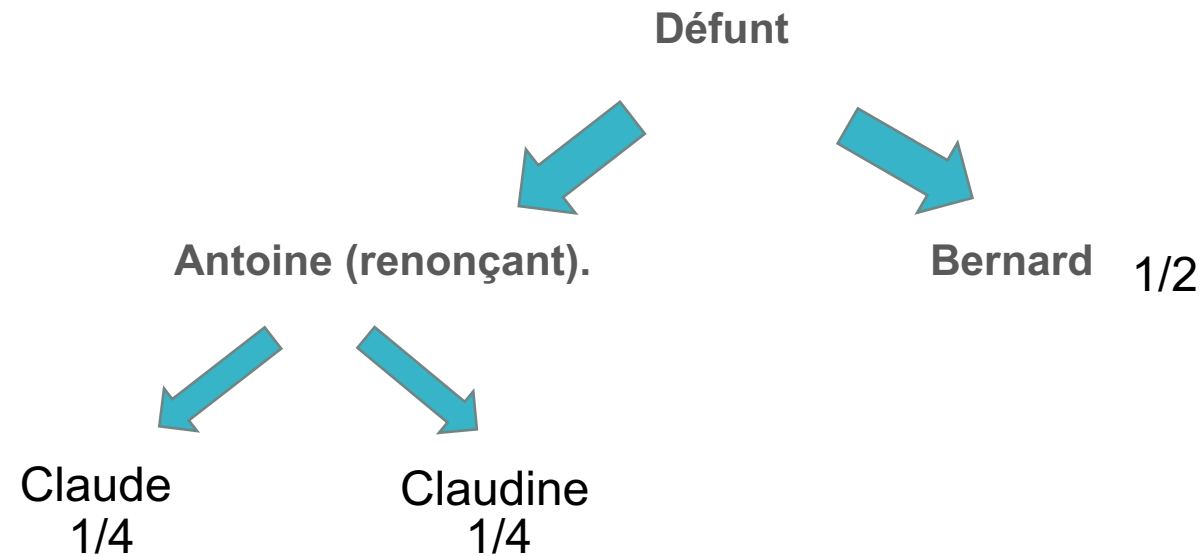 Défunt
Antoine (renonçant).
Bernard 1/2
Claude
1/4
Claudine
1/4